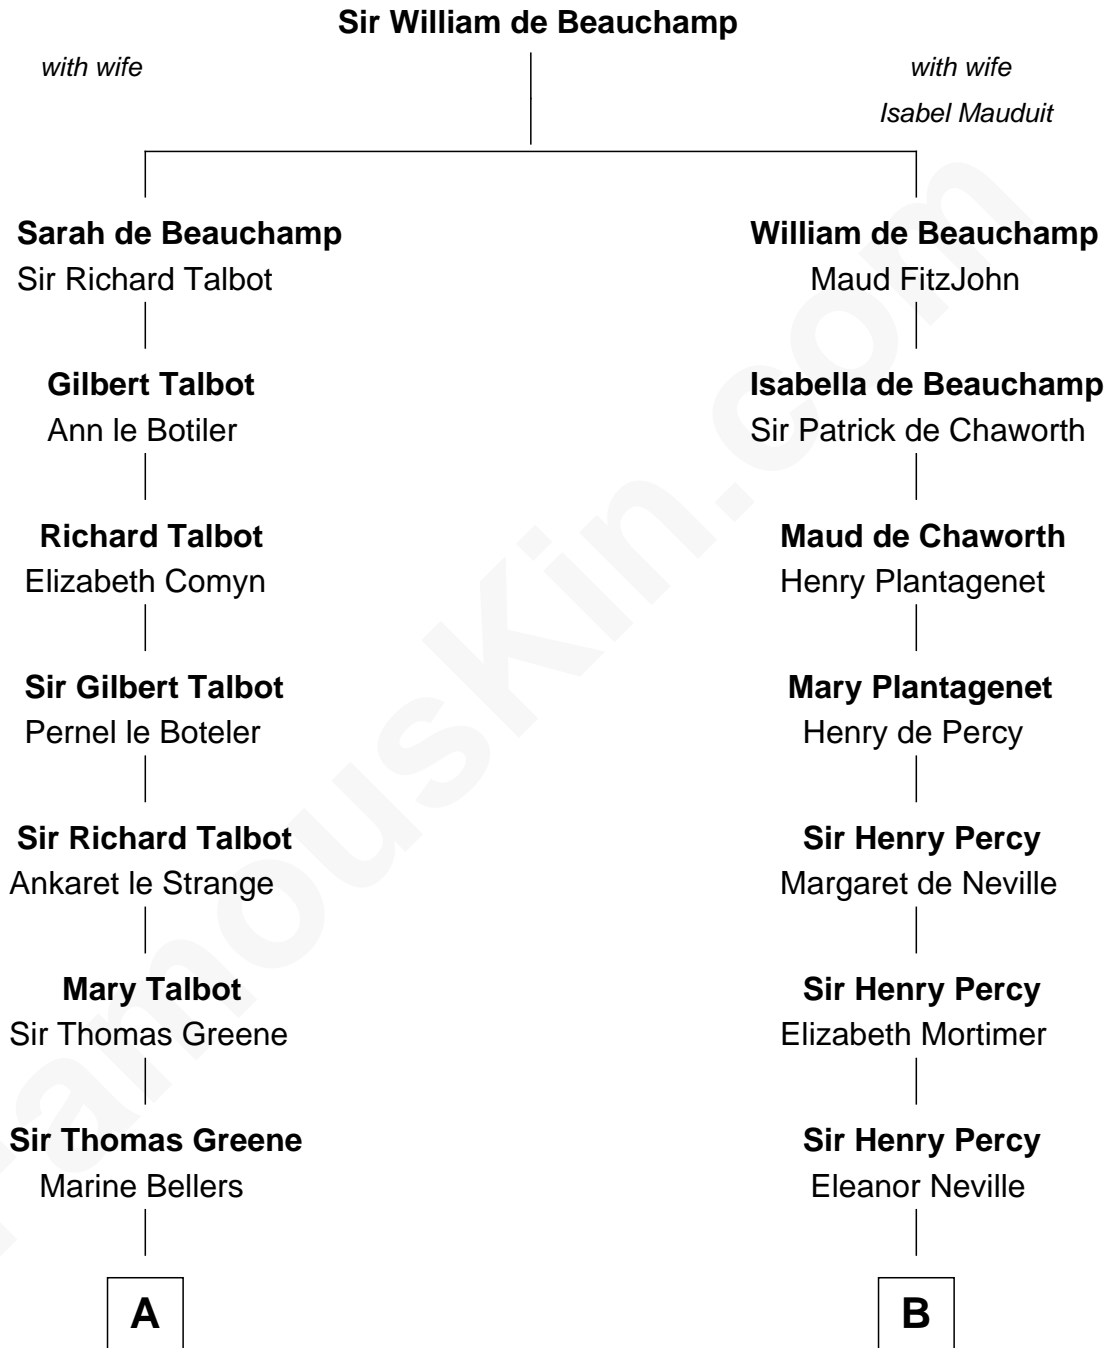 Sir William de Beauchamp
with wife
with wife
Isabel Mauduit
Sarah de Beauchamp
Sir Richard Talbot
William de Beauchamp
Maud FitzJohn
Gilbert Talbot
Ann le Botiler
Isabella de Beauchamp
Sir Patrick de Chaworth
Richard Talbot
Elizabeth Comyn
Maud de Chaworth
Henry Plantagenet
Sir Gilbert Talbot
Pernel le Boteler
Mary Plantagenet
Henry de Percy
Sir Richard Talbot
Ankaret le Strange
Sir Henry Percy
Margaret de Neville
Mary Talbot
Sir Thomas Greene
Sir Henry Percy
Elizabeth Mortimer
Sir Thomas Greene
Marine Bellers
Sir Henry Percy
Eleanor Neville
A
B
FamousKin.com